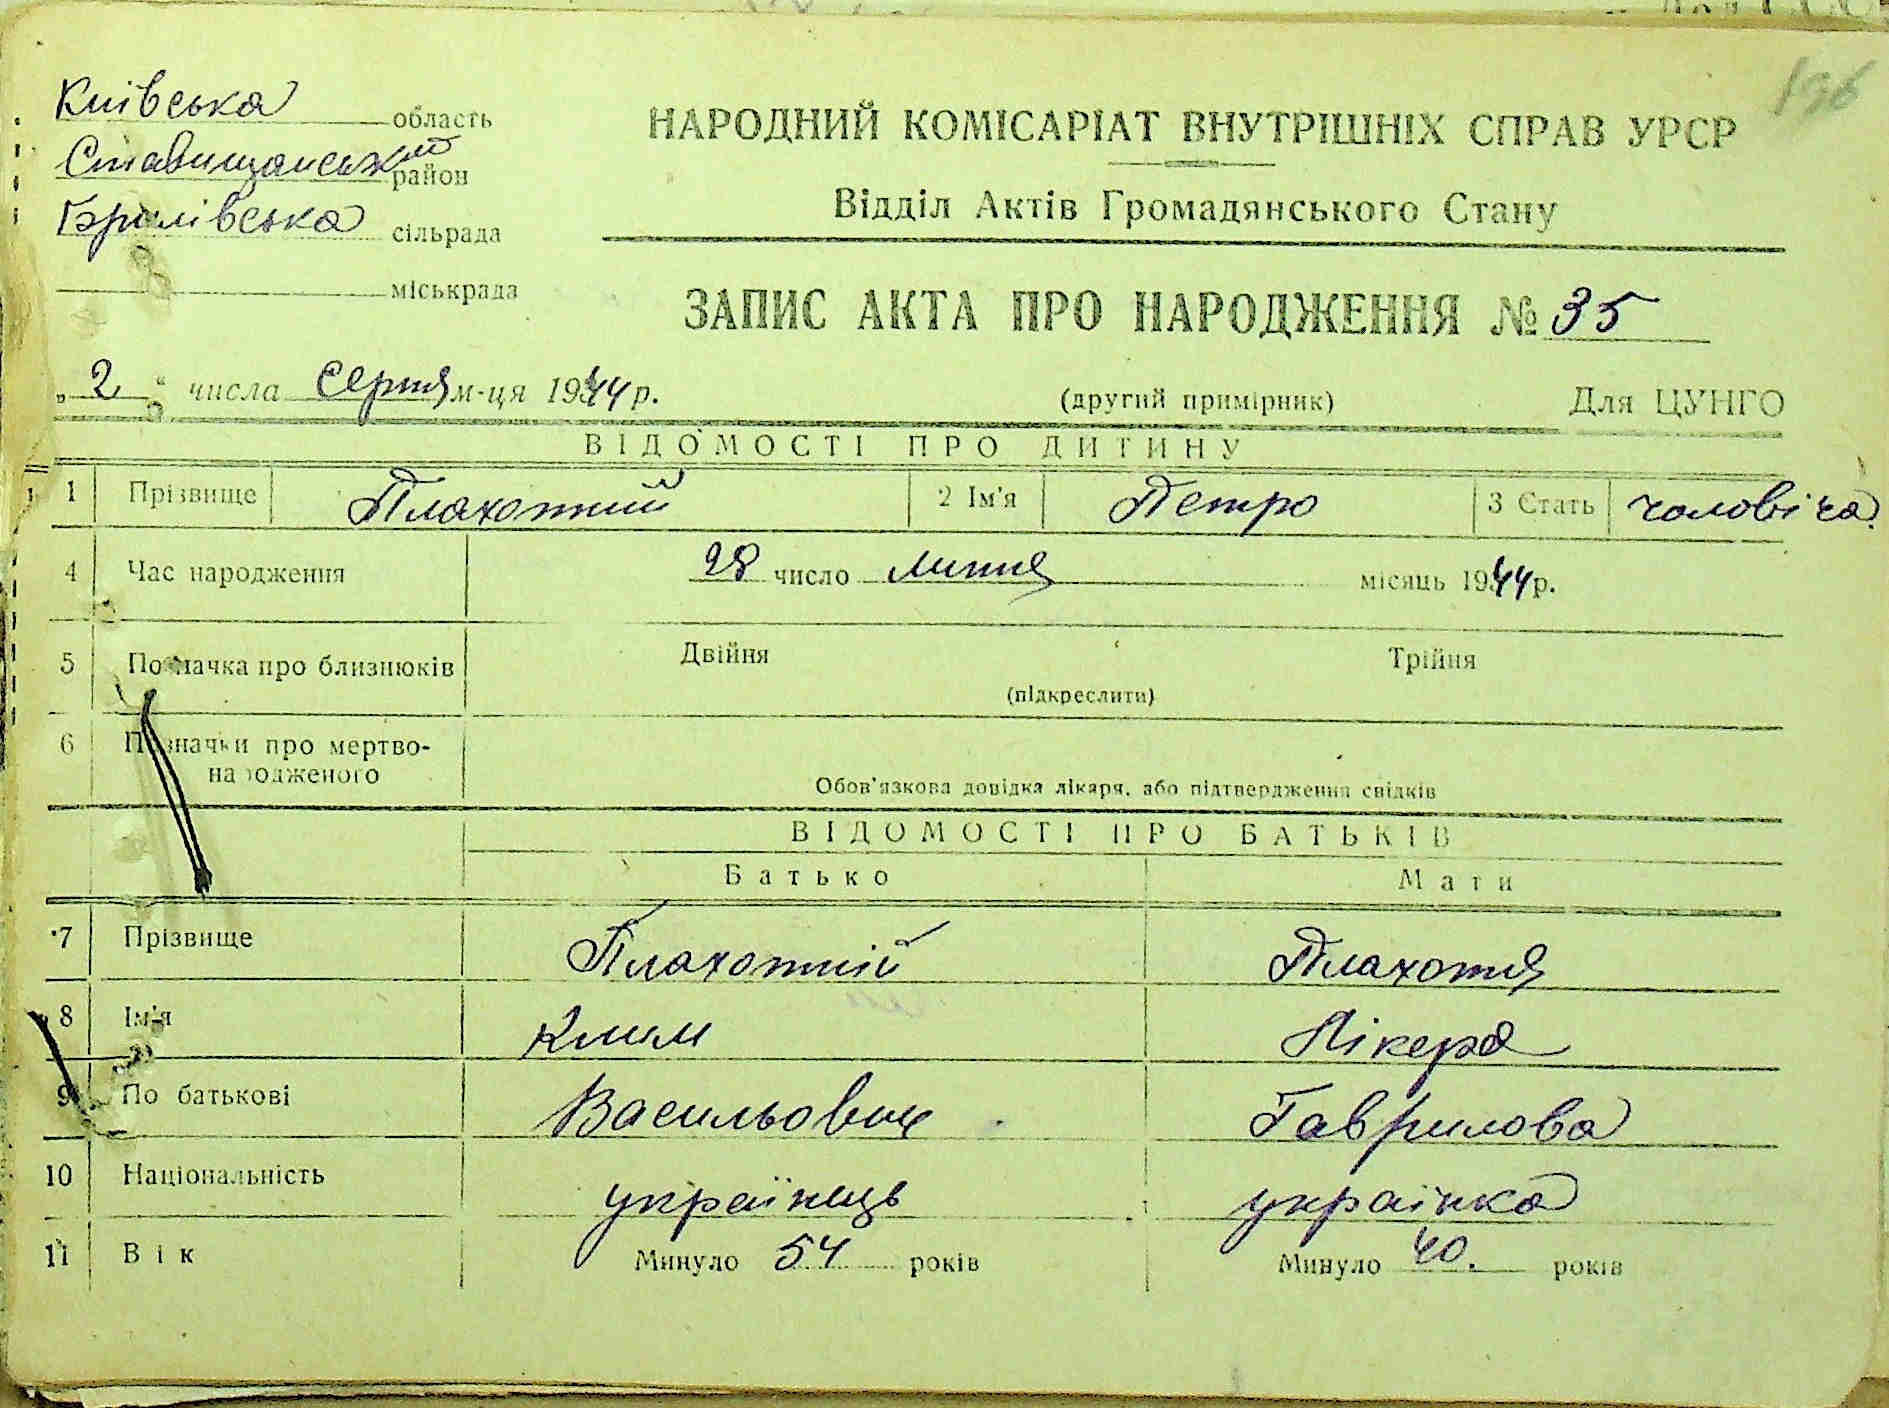 196
Київська область
Ставищанський район
Брилівська сільрада
міськрада
НАРОДНИЙ КОМІСАРІАТ ВНУТРІШНІХ СПРАВ УРСР
Відділ Актів Громадянського Стану
ЗАПИС АКТА ПРО НАРОДЖЕННЯ № 35
„2“ числа серпня м-ця 1944 р. (другий примірник) Для ЦУНГО
ВІДОМОСТІ ПРО ДИТИНУ
1 Прізвище Плахотний 2 Ім'я Петро 3 Стать чоловіча
4 Час народження 28 число липня місяць 1944 р.
5 Позначка про близнюків Двійня Трійня
(підкреслити)
6 Позначки про мертво-
народженого
Обов'язкова довідка лікаря, або підтвердження свідків
ВІДОМОСТІ ПРО БАТЬКІВ
Батько Мати
7 Прізвище Плахотній Плахотня
8 Ім'я Клим Лікера
9 По батькові Васильович Гаврилова
10 Національність українець українка
11 Вік Минуло 54 років Минуло 40. років